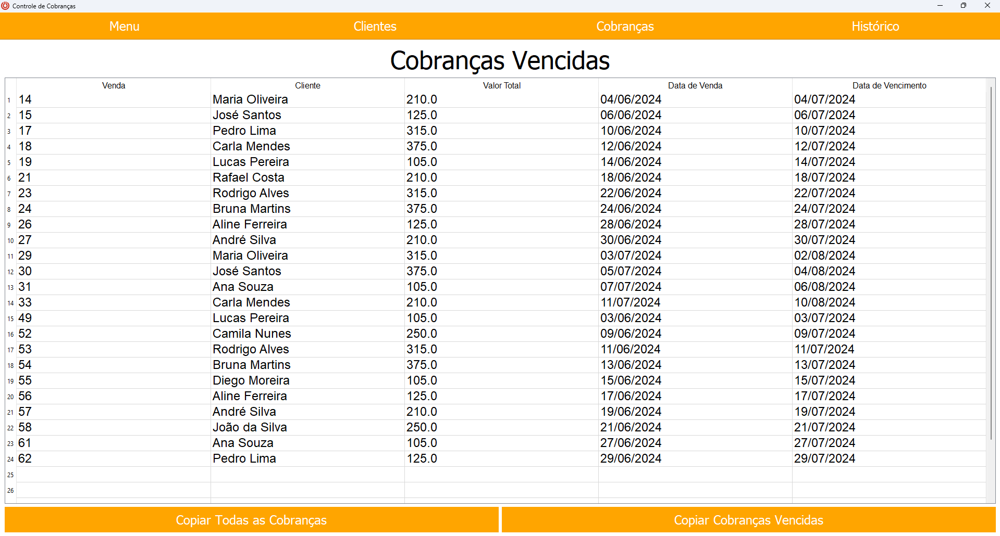 Controle de Cobranças
Menu Clientes Cobranças Histórico
Cobranças Vencidas
Venda Cliente Valor Total Data de Venda Data de Vencimento
1 14 Maria Oliveira 210.0 04/06/2024 04/07/2024
2 15 José Santos 125.0 06/06/2024 06/07/2024
3 17 Pedro Lima 315.0 10/06/2024 10/07/2024
4 18 Carla Mendes 375.0 12/06/2024 12/07/2024
5 19 Lucas Pereira 105.0 14/06/2024 14/07/2024
6 21 Rafael Costa 210.0 18/06/2024 18/07/2024
7 23 Rodrigo Alves 315.0 22/06/2024 22/07/2024
8 24 Bruna Martins 375.0 24/06/2024 24/07/2024
9 26 Aline Ferreira 125.0 28/06/2024 28/07/2024
10 27 André Silva 210.0 30/06/2024 30/07/2024
11 29 Maria Oliveira 315.0 03/07/2024 02/08/2024
12 30 José Santos 375.0 05/07/2024 04/08/2024
13 31 Ana Souza 105.0 07/07/2024 06/08/2024
14 33 Carla Mendes 210.0 11/07/2024 10/08/2024
15 49 Lucas Pereira 105.0 03/06/2024 03/07/2024
16 52 Camila Nunes 250.0 09/06/2024 09/07/2024
17 53 Rodrigo Alves 315.0 11/06/2024 11/07/2024
18 54 Bruna Martins 375.0 13/06/2024 13/07/2024
19 55 Diego Moreira 105.0 15/06/2024 15/07/2024
20 56 Aline Ferreira 125.0 17/06/2024 17/07/2024
21 57 André Silva 210.0 19/06/2024 19/07/2024
22 58 João da Silva 250.0 21/06/2024 21/07/2024
23 61 Ana Souza 105.0 27/06/2024 27/07/2024
24 62 Pedro Lima 125.0 29/06/2024 29/07/2024
25
26
Copiar Todas as Cobranças Copiar Cobranças Vencidas